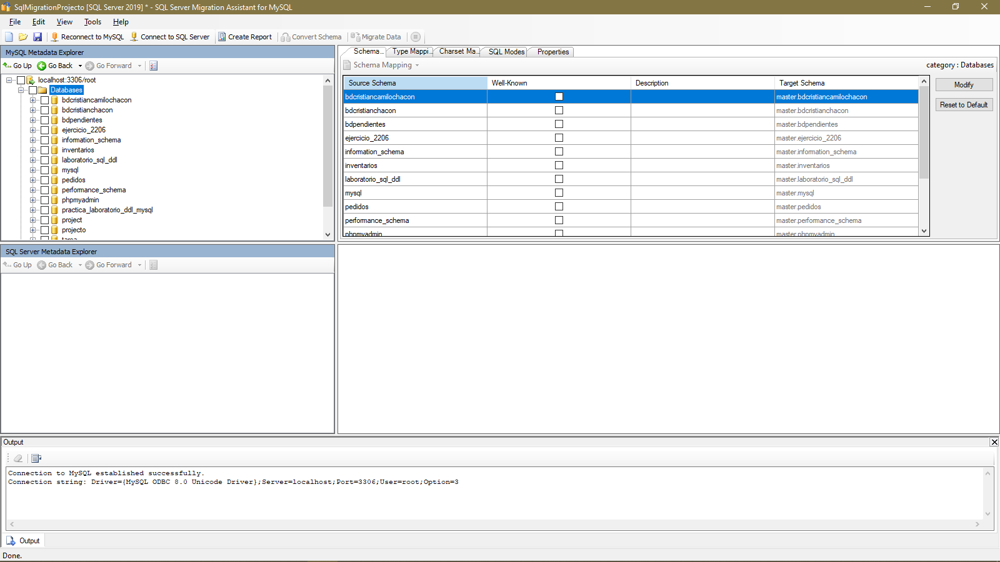 SqlMigrationProjecto [SQL Server 2019] * - SQL Server Migration Assistant for MySQL
File Edit View Tools Help
Reconnect to MySQL Connect to SQL Server Create Report Convert Schema Migrate Data
MySQL Metadata Explorer
Go Up Go Back Go Forward
localhost:3306/root
Databases
bdcristiancamilochacon
bdcristianchacon
bdpendientes
ejercicio_2206
information_schema
inventarios
laboratorio_sql_ddl
mysql
pedidos
performance_schema
phpmyadmin
practica_laboratorio_ddl_mysql
project
projecto
tarea
Schema... Type Mappi... Charset Ma... SQL Modes Properties
Schema Mapping category : Databases
Source Schema Well-Known Description Target Schema
bdcristiancamilochacon master.bdcristiancamilochacon
bdcristianchacon master.bdcristianchacon
bdpendientes master.bdpendientes
ejercicio_2206 master.ejercicio_2206
information_schema master.information_schema
inventarios master.inventarios
laboratorio_sql_ddl master.laboratorio_sql_ddl
mysql master.mysql
pedidos master.pedidos
performance_schema master.performance_schema
phpmyadmin master.phpmyadmin
Modify
Reset to Default
SQL Server Metadata Explorer
Go Up Go Back Go Forward
Output
Connection to MySQL established successfully.
Connection string: Driver={MySQL ODBC 8.0 Unicode Driver};Server=localhost;Port=3306;User=root;Option=3
Output
Done.